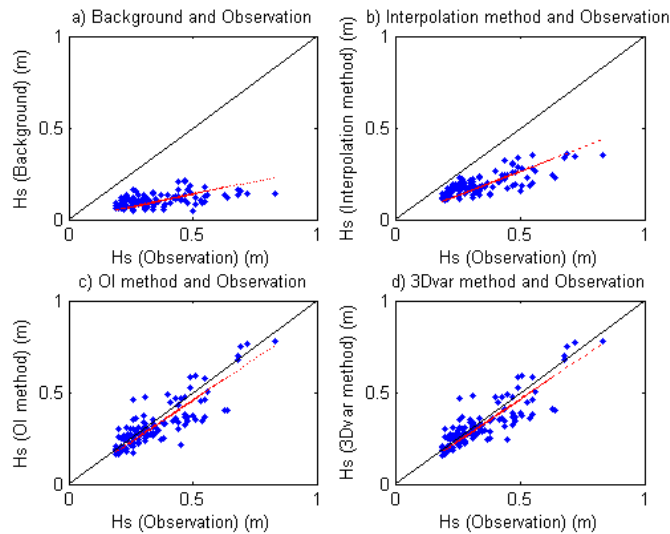 a) Background and Observation
1
0.5
0
Hs (Background) (m)
0
0.5
1
Hs (Observation) (m)
b) Interpolation method and Observation
1
0.5
0
Hs (Interpolation method) (m)
0
0.5
1
Hs (Observation) (m)
c) OI method and Observation
1
0.5
0
Hs (OI method) (m)
0
0.5
1
Hs (Observation) (m)
d) 3Dvar method and Observation
1
0.5
0
Hs (3Dvar method) (m)
0
0.5
1
Hs (Observation) (m)